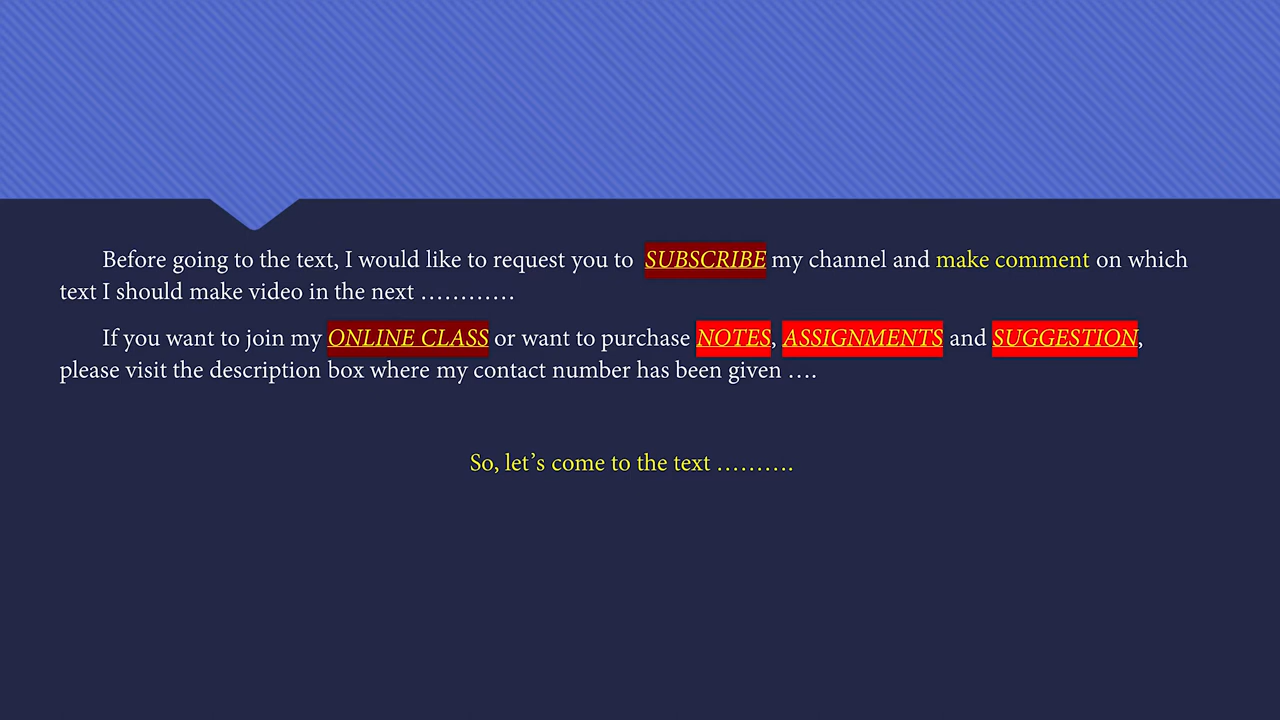 Before going to the text, I would like to request you to SUBSCRIBE my channel and make comment on which
text I should make video in the next …………
If you want to join my ONLINE CLASS or want to purchase NOTES, ASSIGNMENTS and SUGGESTION,
please visit the description box where my contact number has been given ….
So, let’s come to the text ……….